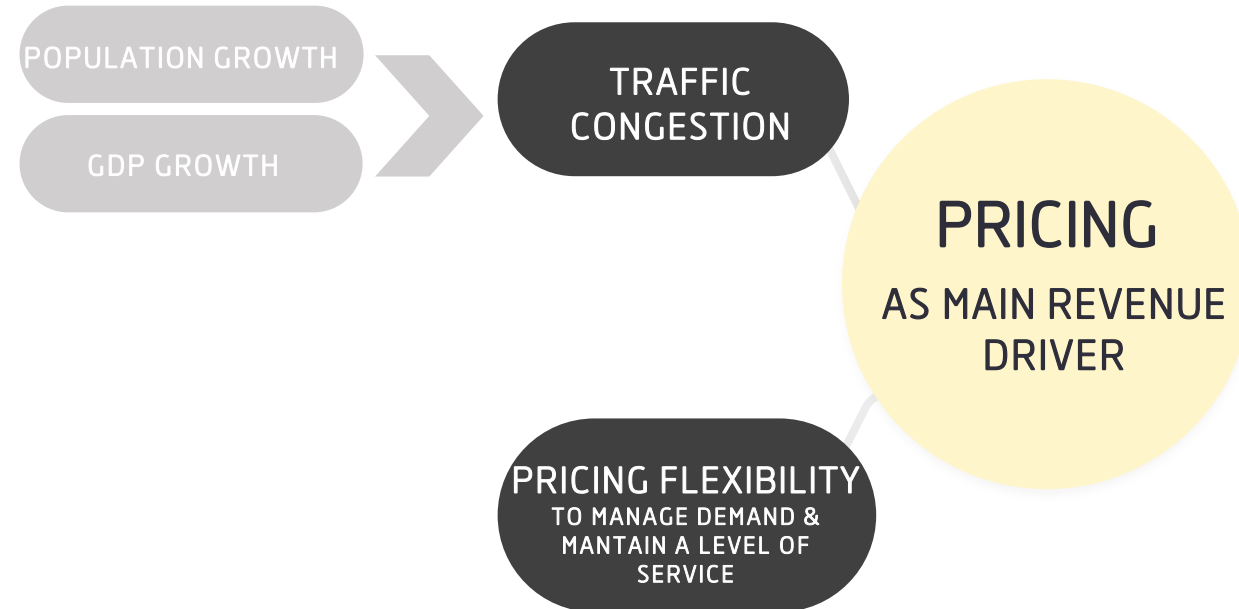 POPULATION GROWTH
GDP GROWTH
TRAFFIC
CONGESTION
PRICING
AS MAIN REVENUE
DRIVER
PRICING FLEXIBILITY
TO MANAGE DEMAND &
MANTAIN A LEVEL OF
SERVICE